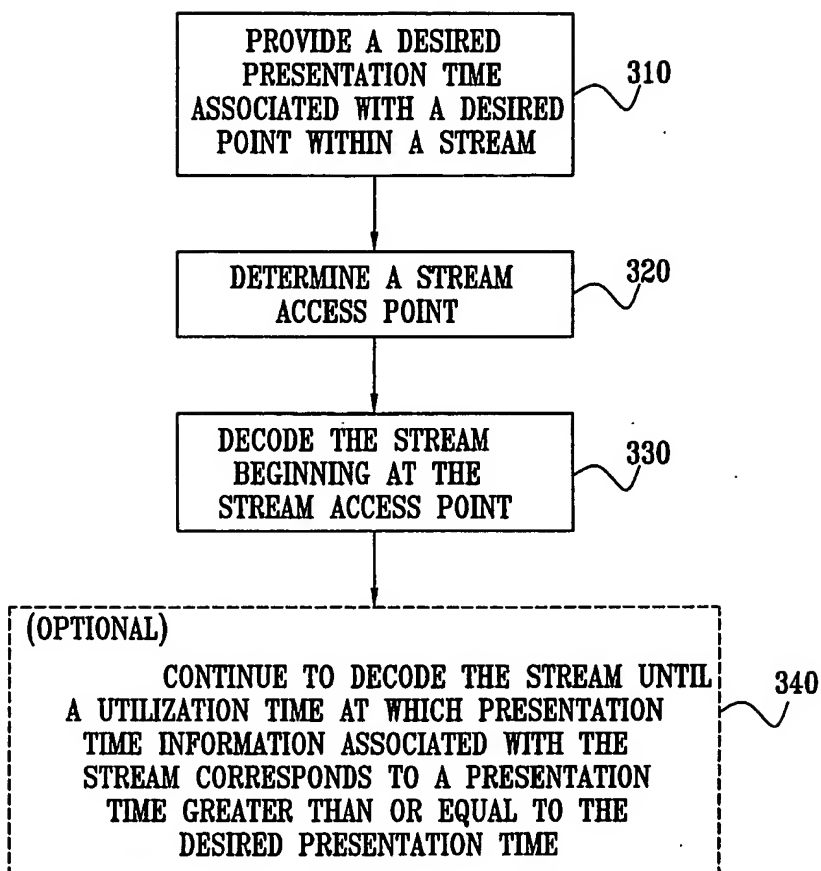 PROVIDE A DESIRED
PRESENTATION TIME
ASSOCIATED WITH A DESIRED
POINT WITHIN A STREAM
310
DETERMINE A STREAM
ACCESS POINT
320
DECODE THE STREAM
BEGINNING AT THE
STREAM ACCESS POINT
330
(OPTIONAL)
CONTINUE TO DECODE THE STREAM UNTIL
A UTILIZATION TIME AT WHICH PRESENTATION
TIME INFORMATION ASSOCIATED WITH THE
STREAM CORRESPONDS TO A PRESENTATION
TIME GREATER THAN OR EQUAL TO THE
DESIRED PRESENTATION TIME
340